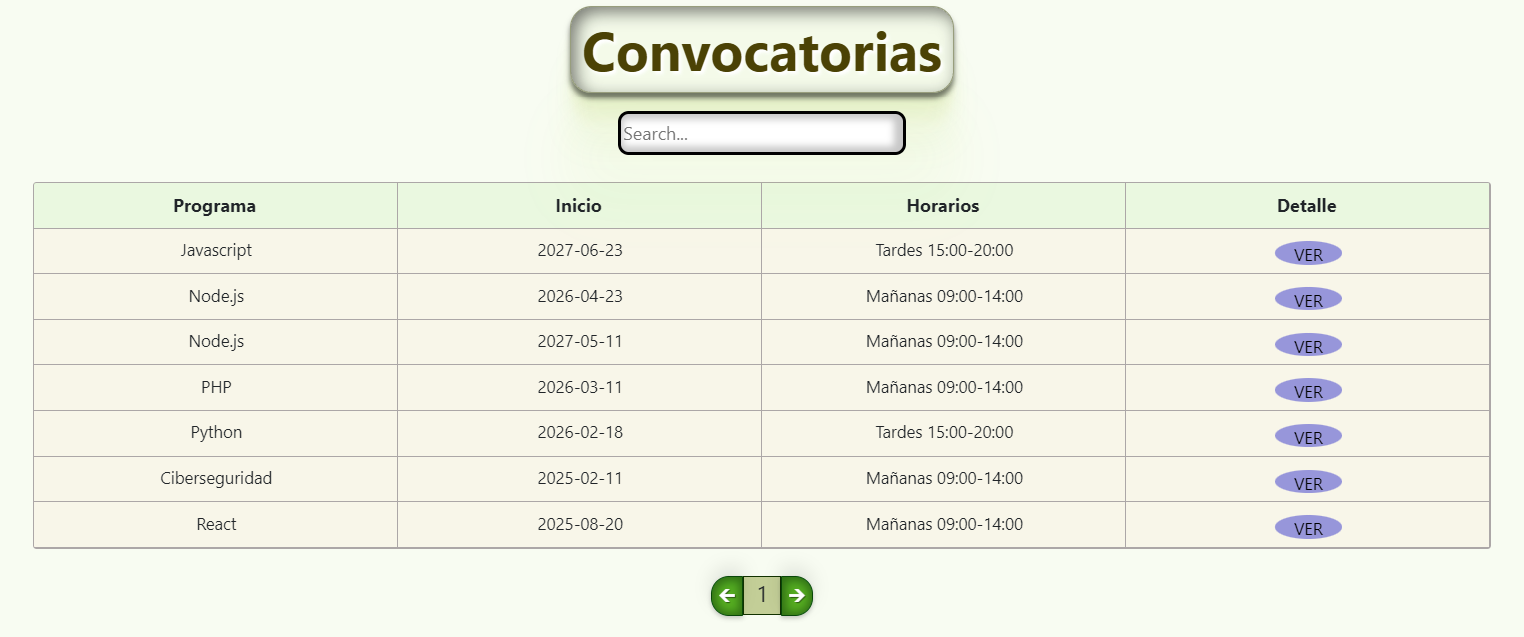 Convocatorias
Search...
Programa Inicio Horarios Detalle
Javascript 2027-06-23 Tardes 15:00-20:00 VER
Node.js 2026-04-23 Mañanas 09:00-14:00 VER
Node.js 2027-05-11 Mañanas 09:00-14:00 VER
PHP 2026-03-11 Mañanas 09:00-14:00 VER
Python 2026-02-18 Tardes 15:00-20:00 VER
Ciberseguridad 2025-02-11 Mañanas 09:00-14:00 VER
React 2025-08-20 Mañanas 09:00-14:00 VER
1